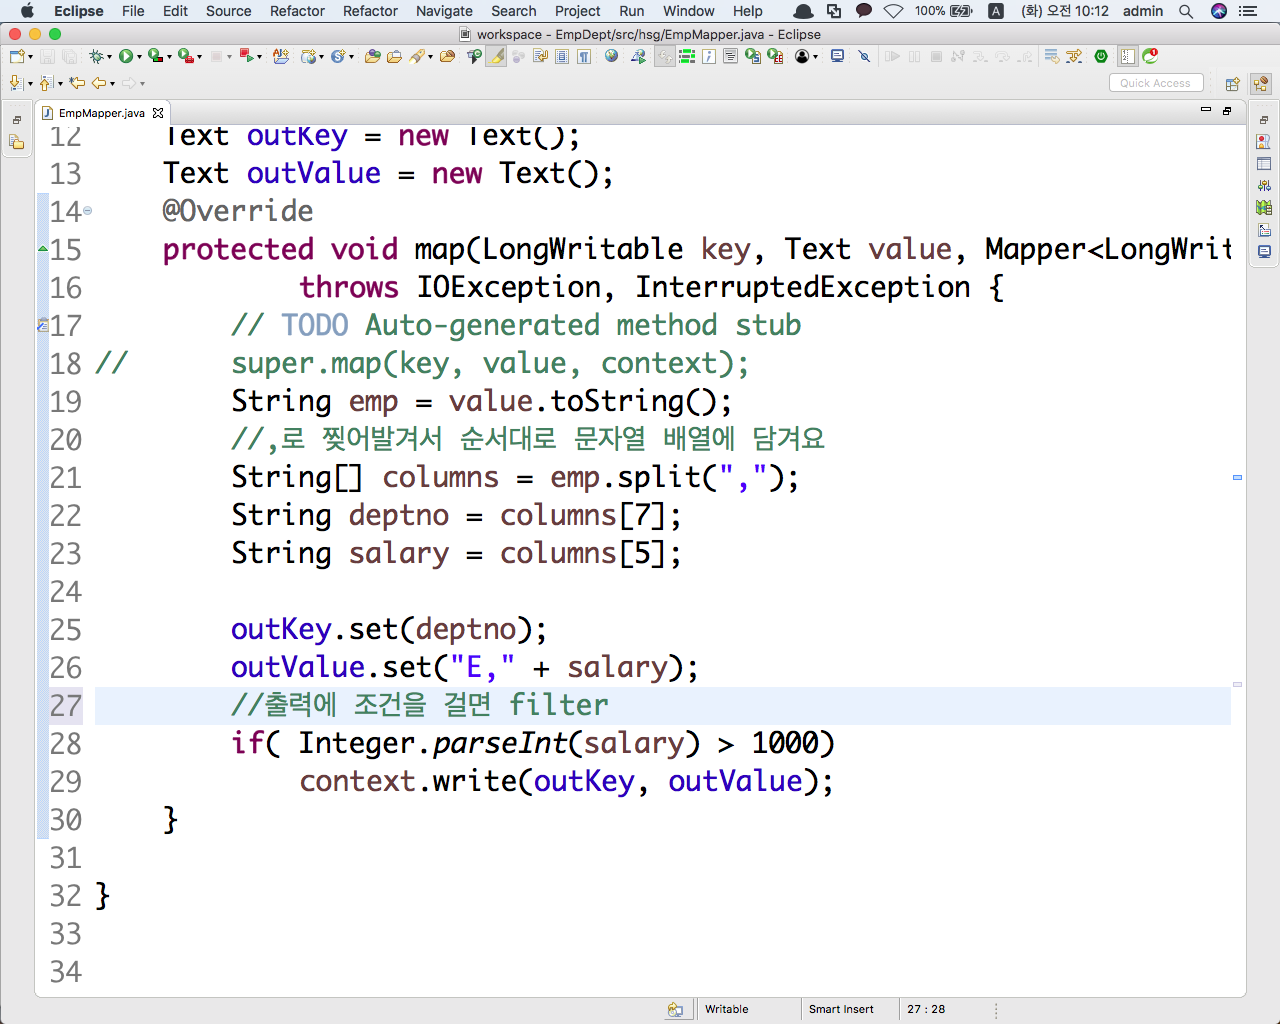 Eclipse File Edit Source Refactor Refactor Navigate Search Project Run Window Help 100% A (화) 오전 10:12 admin
workspace - EmpDept/src/hsg/EmpMapper.java - Eclipse
Quick Access
EmpMapper.java
12 Text outKey = new Text();
13 Text outValue = new Text();
14 @Override
15 protected void map(LongWritable key, Text value, Mapper<LongWrit
16 throws IOException, InterruptedException {
17 // TODO Auto-generated method stub
18 // super.map(key, value, context);
19 String emp = value.toString();
20 //,로 찢어발겨서 순서대로 문자열 배열에 담겨요
21 String[] columns = emp.split(",");
22 String deptno = columns[7];
23 String salary = columns[5];
24
25 outKey.set(deptno);
26 outValue.set("E," + salary);
27 //출력에 조건을 걸면 filter
28 if( Integer.parseInt(salary) > 1000)
29 context.write(outKey, outValue);
30 }
31
32 }
33
34
Writable Smart Insert 27 : 28